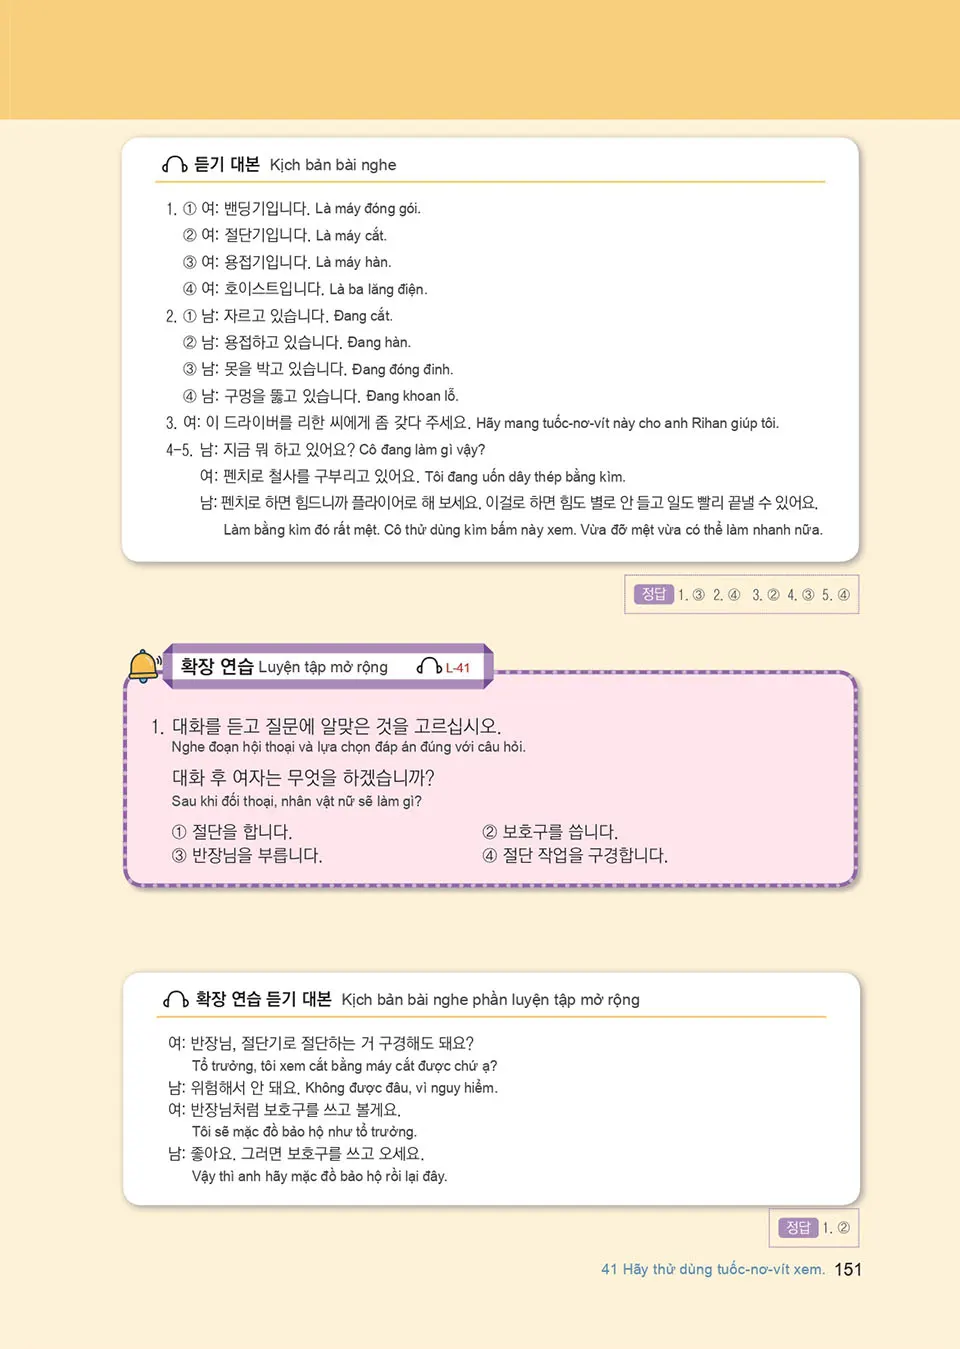 듣기 대본 Kịch bản bài nghe
1. ① 여: 밴딩기입니다. Là máy đóng gói.
② 여: 절단기입니다. Là máy cắt.
③ 여: 용접기입니다. Là máy hàn.
④ 여: 호이스트입니다. Là ba lăng điện.
2. ① 남: 자르고 있습니다. Đang cắt.
② 남: 용접하고 있습니다. Đang hàn.
③ 남: 못을 박고 있습니다. Đang đóng đinh.
④ 남: 구멍을 뚫고 있습니다. Đang khoan lỗ.
3. 여: 이 드라이버를 리한 씨에게 좀 갖다 주세요. Hãy mang tuốc-nơ-vít này cho anh Rihan giúp tôi.
4-5. 남: 지금 뭐 하고 있어요? Cô đang làm gì vậy?
여: 펜치로 철사를 구부리고 있어요. Tôi đang uốn dây thép bằng kìm.
남: 펜치로 하면 힘드니까 플라이어로 해 보세요. 이걸로 하면 힘도 별로 안 들고 일도 빨리 끝낼 수 있어요.
Làm bằng kìm đó rất mệt. Cô thử dùng kìm bấm này xem. Vừa đỡ mệt vừa có thể làm nhanh nữa.
정답 1. ③ 2. ④ 3. ② 4. ③ 5. ④
확장 연습 Luyện tập mở rộng L-41
1. 대화를 듣고 질문에 알맞은 것을 고르십시오.
Nghe đoạn hội thoại và lựa chọn đáp án đúng với câu hỏi.
대화 후 여자는 무엇을 하겠습니까?
Sau khi đối thoại, nhân vật nữ sẽ làm gì?
① 절단을 합니다. ② 보호구를 씁니다.
③ 반장님을 부릅니다. ④ 절단 작업을 구경합니다.
확장 연습 듣기 대본 Kịch bản bài nghe phần luyện tập mở rộng
여: 반장님, 절단기로 절단하는 거 구경해도 돼요?
Tổ trưởng, tôi xem cắt bằng máy cắt được chứ ạ?
남: 위험해서 안 돼요. Không được đâu, vì nguy hiểm.
여: 반장님처럼 보호구를 쓰고 볼게요.
Tôi sẽ mặc đồ bảo hộ như tổ trưởng.
남: 좋아요. 그러면 보호구를 쓰고 오세요.
Vậy thì anh hãy mặc đồ bảo hộ rồi lại đây.
정답 1. ②
41 Hãy thử dùng tuốc-nơ-vít xem. 151